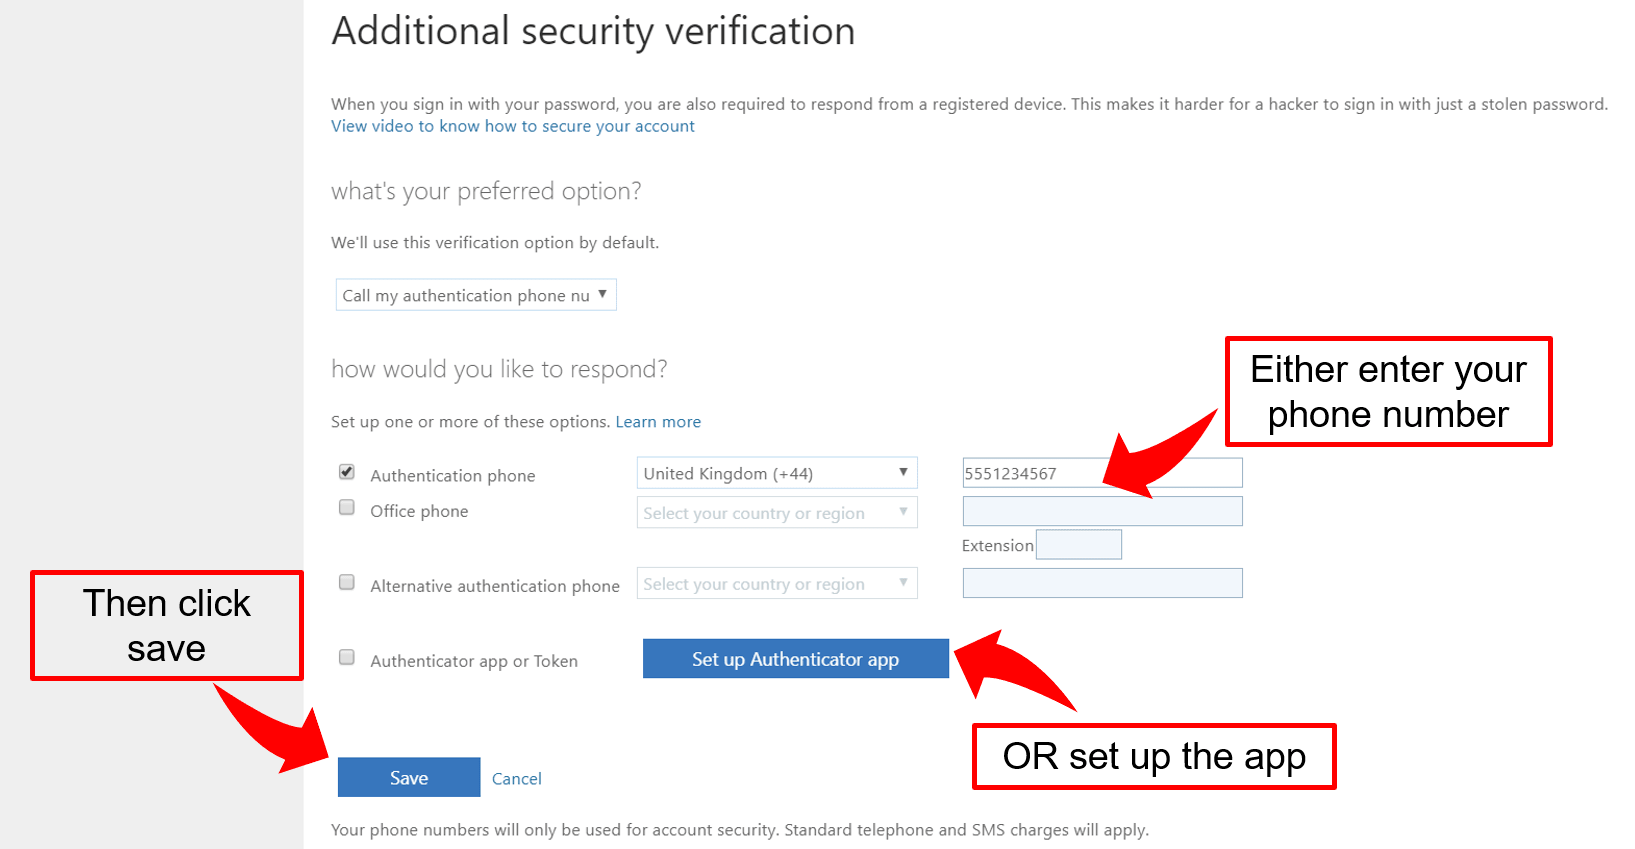 Additional security verification
When you sign in with your password, you are also required to respond from a registered device. This makes it harder for a hacker to sign in with just a stolen password.
View video to know how to secure your account
what's your preferred option?
We'll use this verification option by default.
Call my authentication phone nu
how would you like to respond?
Either enter your
phone number
Set up one or more of these options. Learn more
Authentication phone United Kingdom (+44) 5551234567
Office phone Select your country or region
Extension
Alternative authentication phone Select your country or region
Then click
save
Authenticator app or Token Set up Authenticator app
OR set up the app
Save Cancel
Your phone numbers will only be used for account security. Standard telephone and SMS charges will apply.